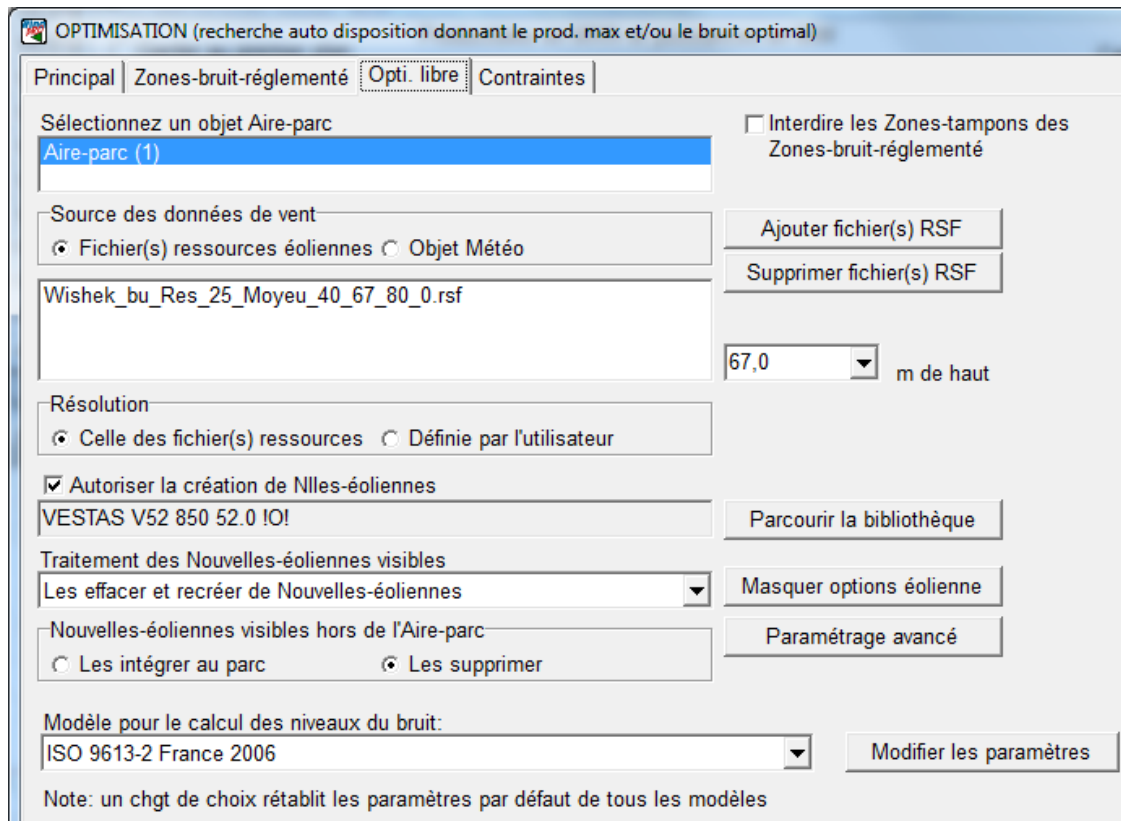 OPTIMISATION (recherche auto disposition donnant le prod. max et/ou le bruit optimal)
Principal Zones-bruit-réglementé Opti. libre Contraintes
Sélectionnez un objet Aire-parc
Interdire les Zones-tampons des
Zones-bruit-réglementé
Aire-parc (1)
Source des données de vent
Fichier(s) ressources éoliennes Objet Météo
Ajouter fichier(s) RSF
Supprimer fichier(s) RSF
Wishek_bu_Res_25_Moyeu_40_67_80_0.rsf
67,0 m de haut
Résolution
Celle des fichier(s) ressources Définie par l'utilisateur
Autoriser la création de Nlles-éoliennes
VESTAS V52 850 52.0 !O!
Parcourir la bibliothèque
Traitement des Nouvelles-éoliennes visibles
Les effacer et recréer de Nouvelles-éoliennes
Masquer options éolienne
Nouvelles-éoliennes visibles hors de l'Aire-parc
Les intégrer au parc Les supprimer
Paramétrage avancé
Modèle pour le calcul des niveaux du bruit:
ISO 9613-2 France 2006
Modifier les paramètres
Note: un chgt de choix rétablit les paramètres par défaut de tous les modèles